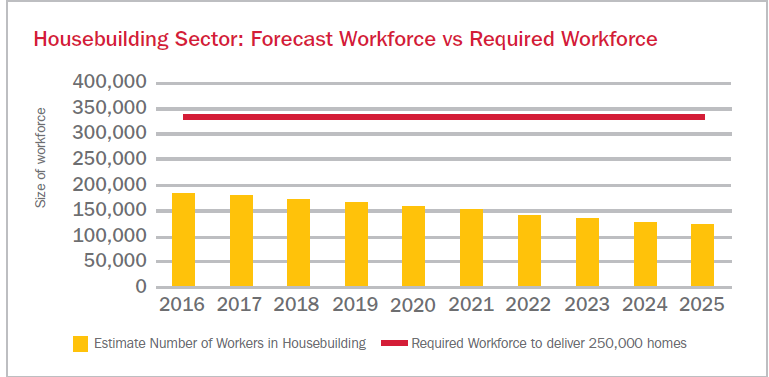 Housebuilding Sector: Forecast Workforce vs Required Workforce
Size of workforce
400,000
350,000
300,000
250,000
200,000
150,000
100,000
50,000
0
2016 2017 2018 2019 2020 2021 2022 2023 2024 2025
Estimate Number of Workers in Housebuilding Required Workforce to deliver 250,000 homes